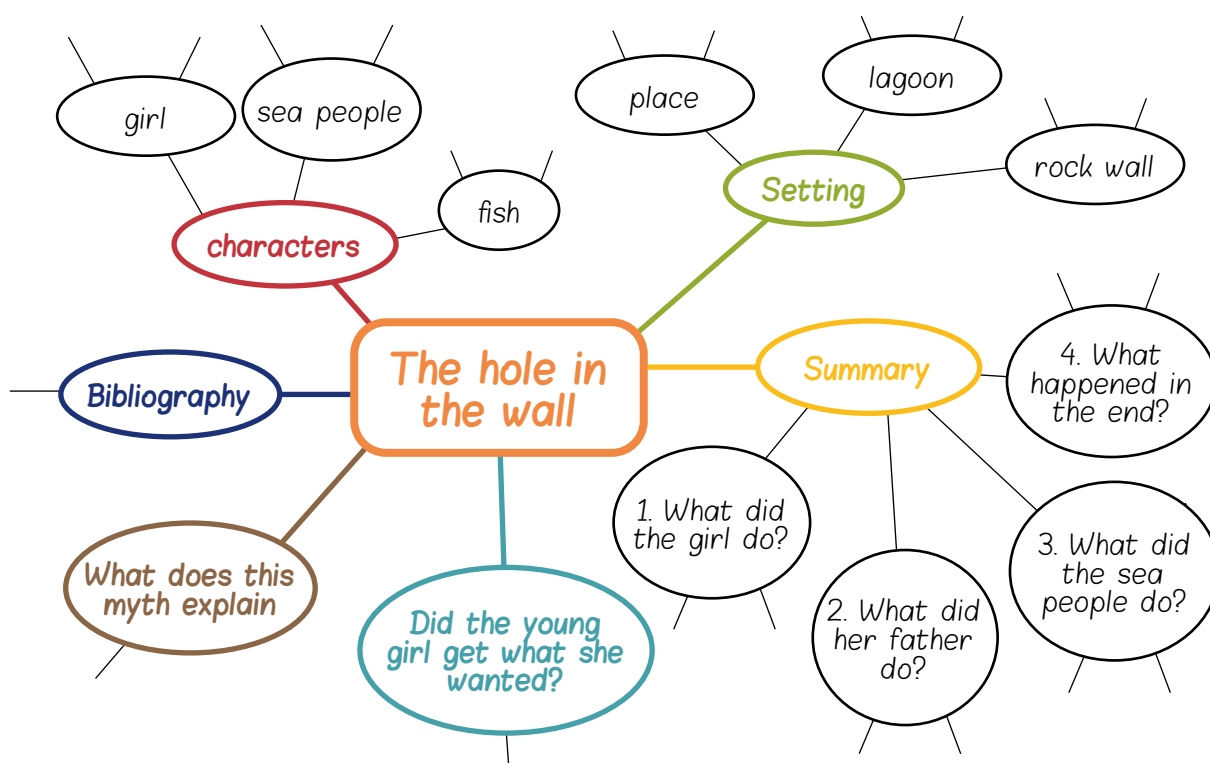 girl
sea people
fish
characters
place
lagoon
rock wall
Setting
The hole in
the wall
Bibliography
Summary
4. What
happened in
the end?
1. What did
the girl do?
2. What did
her father
do?
3. What did
the sea
people do?
What does this
myth explain
Did the young
girl get what she
wanted?